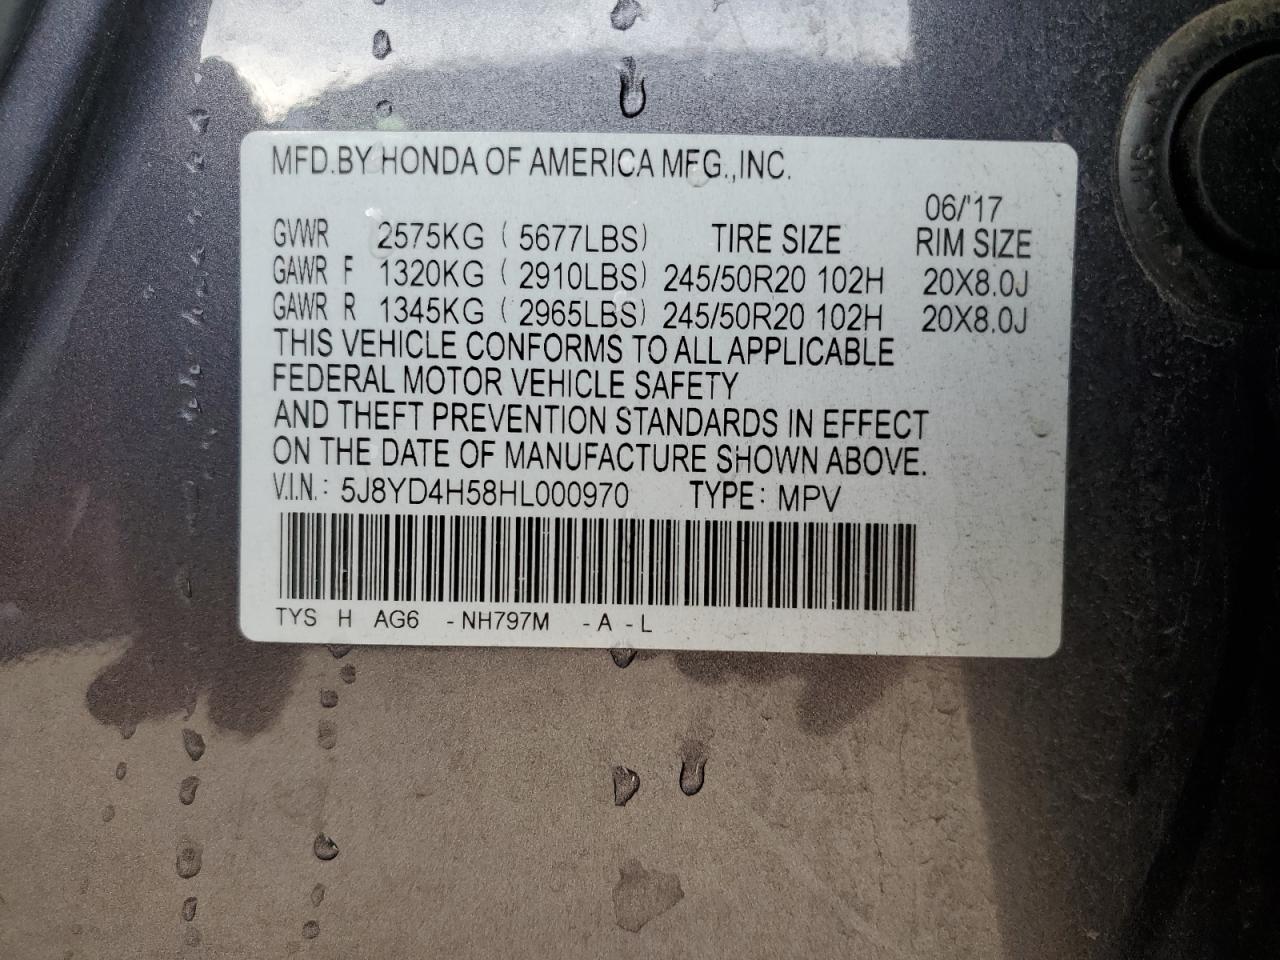 MFD.BY HONDA OF AMERICA MFG.,INC.
06/'17
GVWR 2575KG ( 5677LBS) TIRE SIZE RIM SIZE
GAWR F 1320KG ( 2910LBS) 245/50R20 102H 20X8.0J
GAWR R 1345KG ( 2965LBS) 245/50R20 102H 20X8.0J
THIS VEHICLE CONFORMS TO ALL APPLICABLE
FEDERAL MOTOR VEHICLE SAFETY
AND THEFT PREVENTION STANDARDS IN EFFECT
ON THE DATE OF MANUFACTURE SHOWN ABOVE.
V.I.N.: 5J8YD4H58HL000970 TYPE: MPV
TYS H AG6 - NH797M - A - L